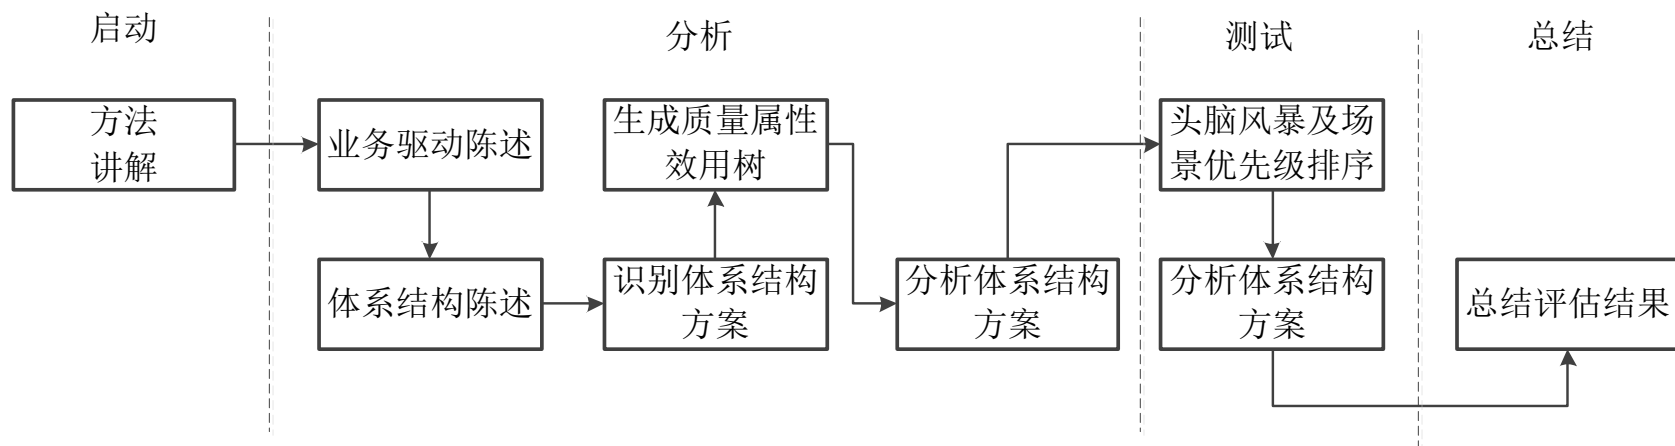 启动
分析
测试
总结
方法
讲解
业务驱动陈述
生成质量属性
效用树
头脑风暴及场
景优先级排序
体系结构陈述
识别体系结构
方案
分析体系结构
方案
分析体系结构
方案
总结评估结果